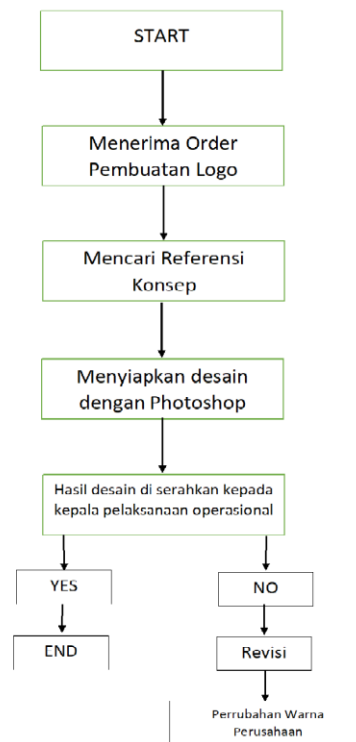 START
Menerima Order
Pembuatan Logo
Mencari Referensi
Konsep
Menyiapkan desain
dengan Photoshop
Hasil desain di serahkan kepada
kepala pelaksanaan operasional
YES
NO
END
Revisi
Perrubahan Warna
Perusahaan